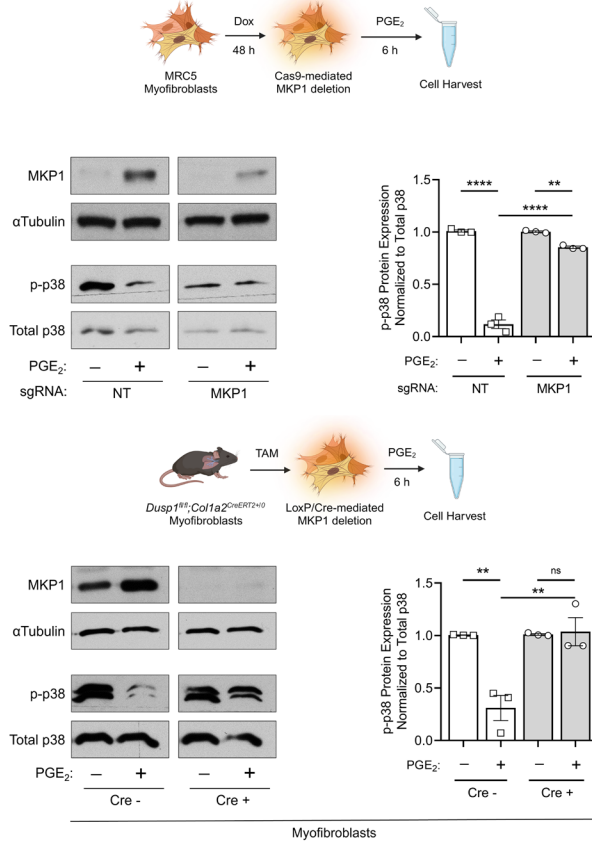 Dox
PGE₂
48 h
6 h
MRC5
Myofibroblasts
Cas9-mediated
MKP1 deletion
Cell Harvest
MKP1
αTubulin
p-p38
Total p38
PGE₂: – + – +
sgRNA: NT MKP1
p-p38 Protein Expression
Normalized to Total p38
1.5
1.0
0.5
0.0
**** **
****
PGE₂: – + – +
sgRNA: NT MKP1
TAM
PGE₂
6 h
Dusp1fl/fl;Col1a2CreERT2+/0
Myofibroblasts
LoxP/Cre-mediated
MKP1 deletion
Cell Harvest
MKP1
αTubulin
p-p38
Total p38
PGE₂: – + – +
Cre - Cre +
p-p38 Protein Expression
Normalized to Total p38
1.5
1.0
0.5
0.0
** ns
**
PGE₂: – + – +
Cre - Cre +
Myofibroblasts